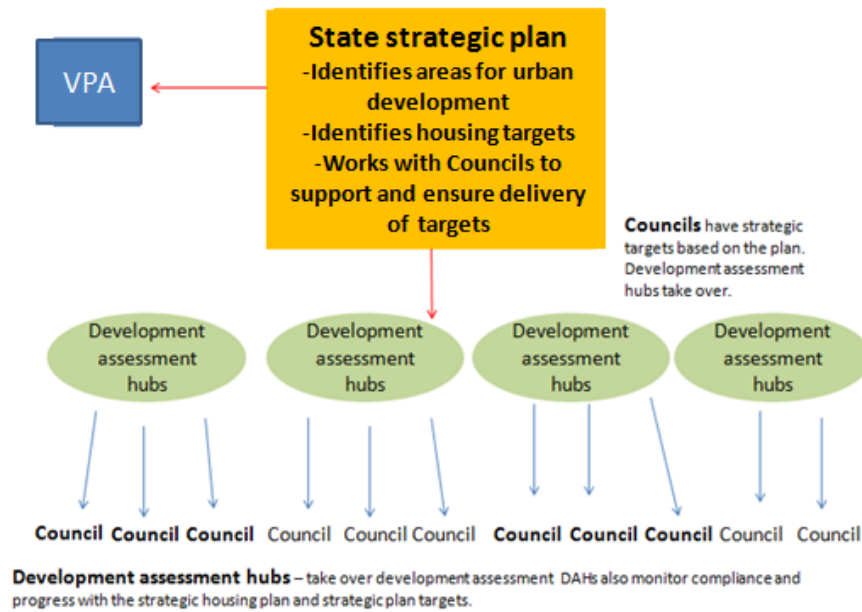 State strategic plan
-Identifies areas for urban
development
-Identifies housing targets
-Works with Councils to
support and ensure delivery
of targets
VPA
Councils have strategic
targets based on the plan.
Development assessment
hubs take over.
Development
assessment
hubs
Development
assessment
hubs
Development
assessment
hubs
Development
assessment
hubs
Council Council Council Council Council Council Council Council Council Council Council
Development assessment hubs – take over development assessment DAHs also monitor compliance and
progress with the strategic housing plan and strategic plan targets.